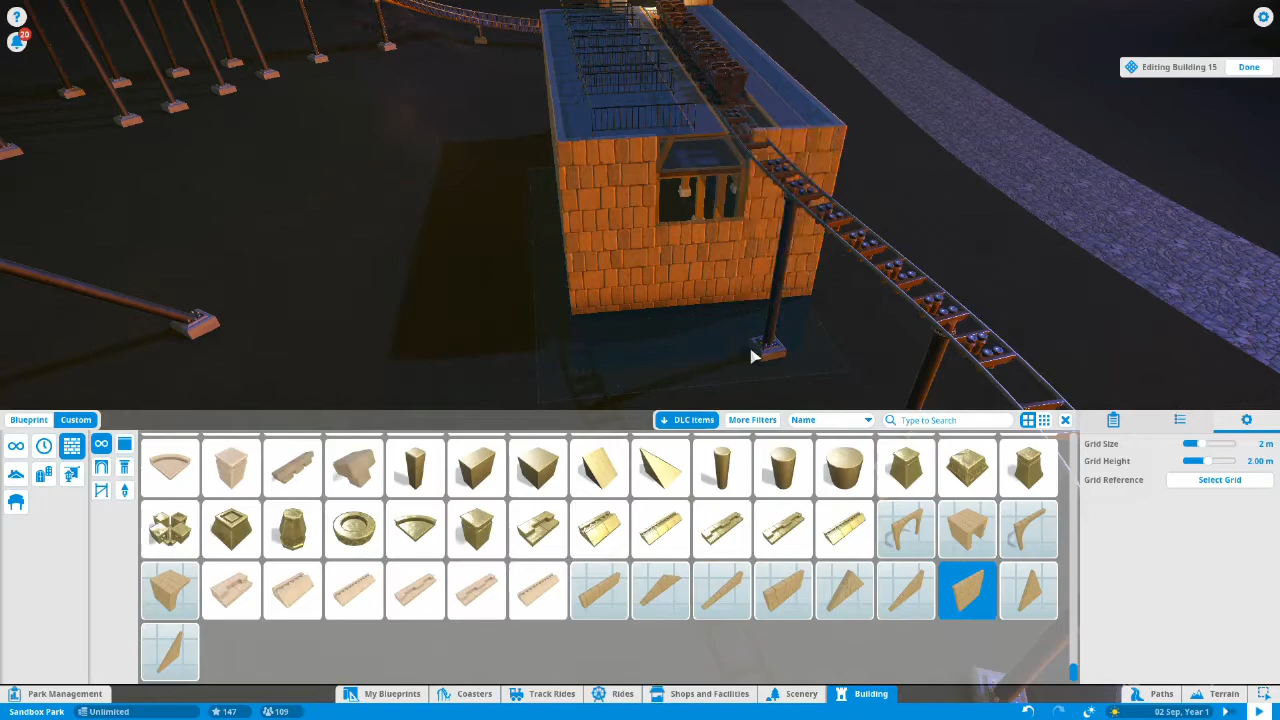 ?
20
Editing Building 15 Done
Blueprint Custom DLC Items More Filters Name Type to Search
Grid Size 2 m
Grid Height 2.00 m
Grid Reference Select Grid
Park Management My Blueprints Coasters Track Rides Rides Shops and Facilities Scenery Building Paths Terrain
Sandbox Park Unlimited 147 109 02 Sep, Year 1